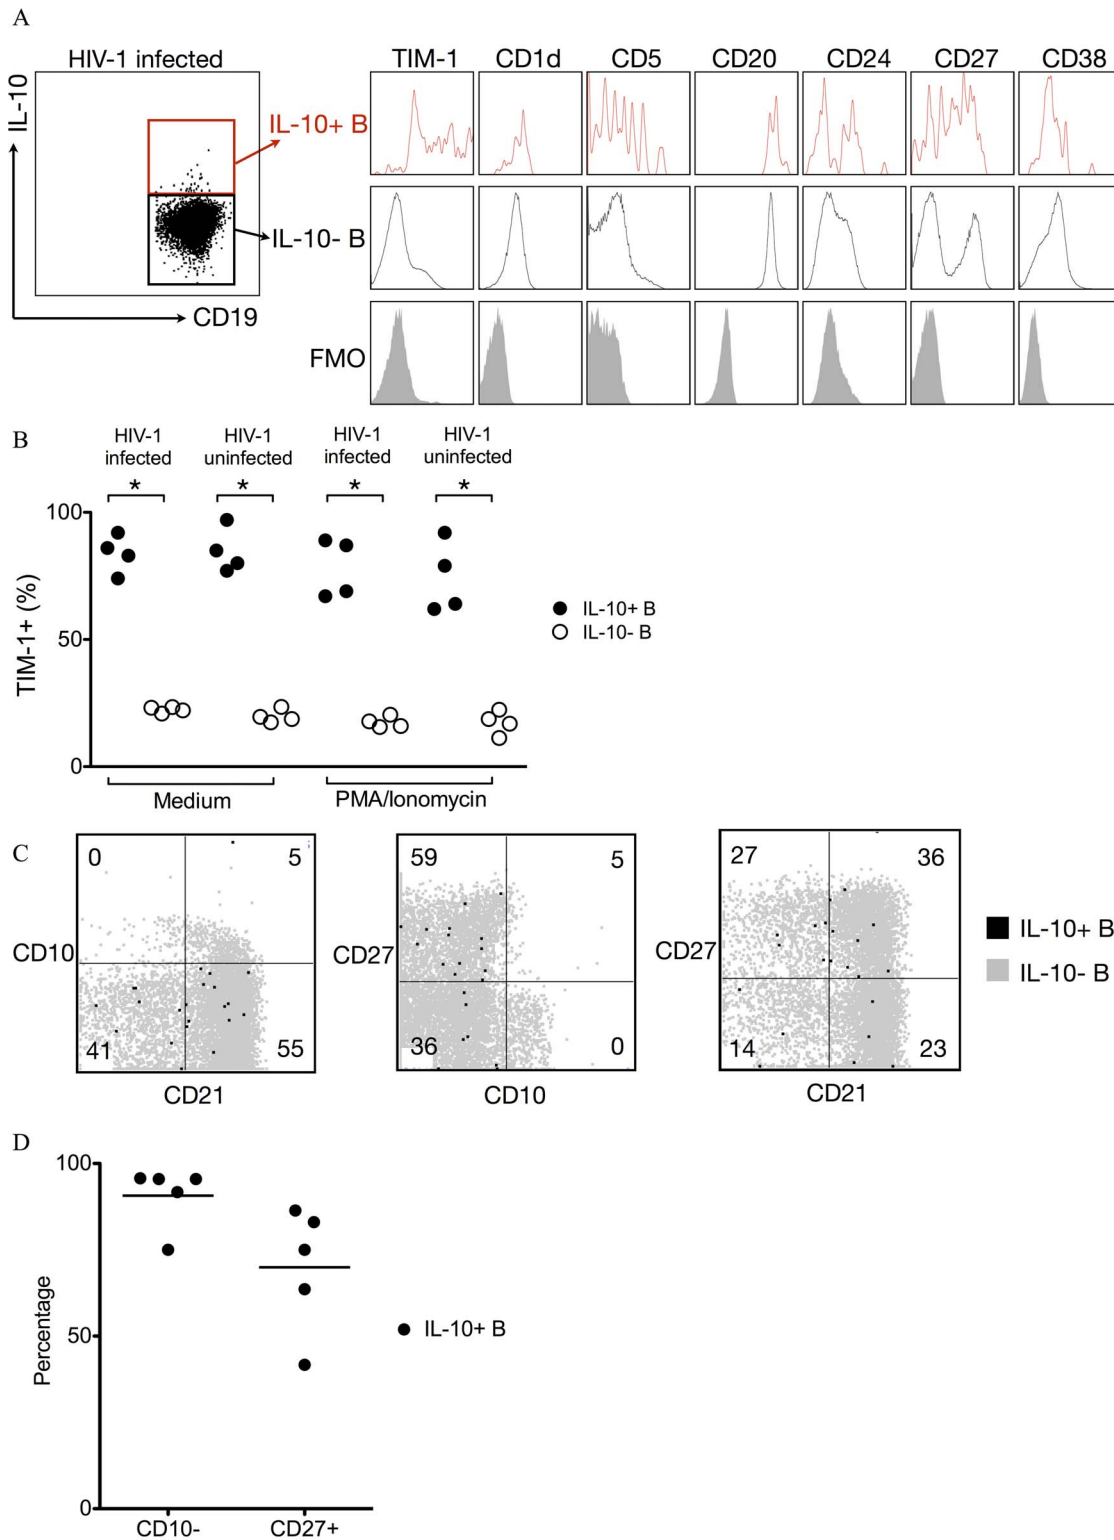 A
HIV-1 infected
TIM-1 CD1d CD5 CD20 CD24 CD27 CD38
IL-10
IL-10+ B
IL-10- B
CD19
FMO
B
HIV-1 infected
HIV-1 uninfected
HIV-1 infected
HIV-1 uninfected
* * * *
100
50
0
TIM-1+ (%)
IL-10+ B
IL-10- B
Medium
PMA/Ionomycin
C
0 5
CD10
41 55
CD21
59 5
CD27
36 0
CD10
27 36
CD27
14 23
CD21
IL-10+ B
IL-10- B
D
100
50
0
Percentage
IL-10+ B
CD10- CD27+